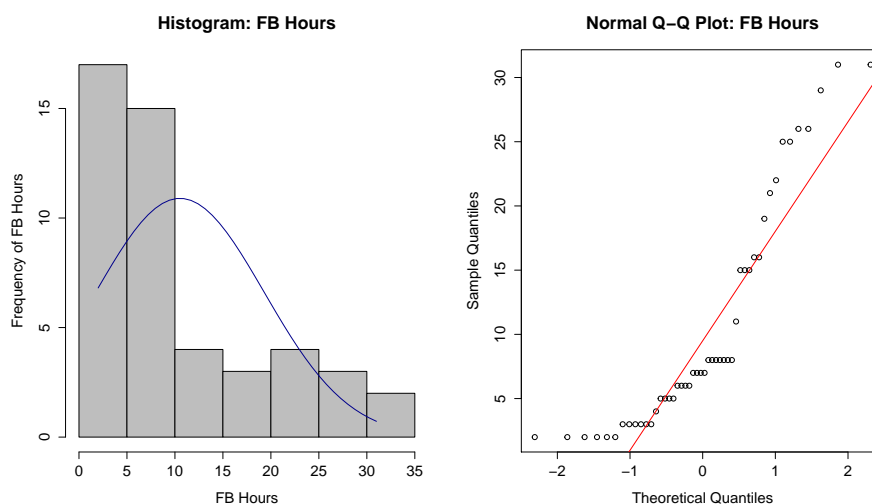 Histogram: FB Hours
Frequency of FB Hours
15
10
5
0
0 5 10 15 20 25 30 35
FB Hours
Normal Q−Q Plot: FB Hours
Sample Quantiles
30
25
20
15
10
5
−2 −1 0 1 2
Theoretical Quantiles